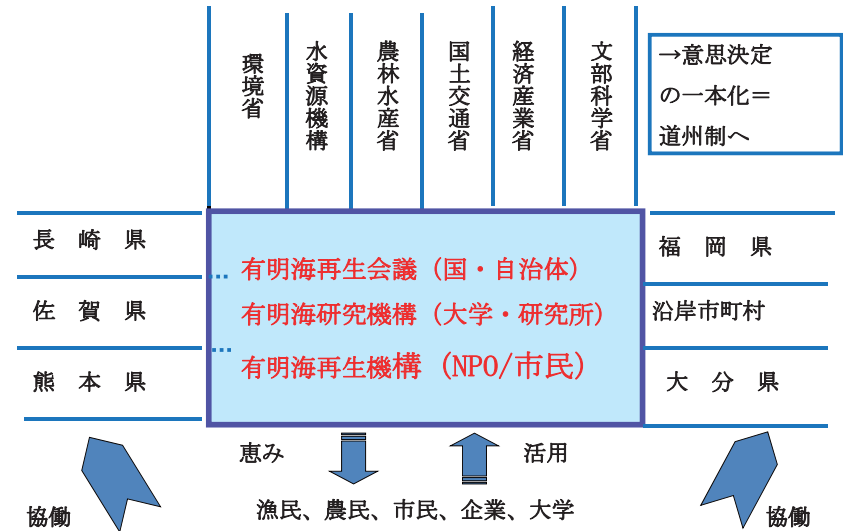 環境省
水資源機構
農林水産省
国土交通省
経済産業省
文部科学省
→意思決定
の一本化＝
道州制へ
長崎県
佐賀県
熊本県
有明海再生会議（国・自治体）
有明海研究機構（大学・研究所）
有明海再生機構（NPO/市民）
福岡県
沿岸市町村
大分県
恵み
活用
漁民、農民、市民、企業、大学
協働
協働